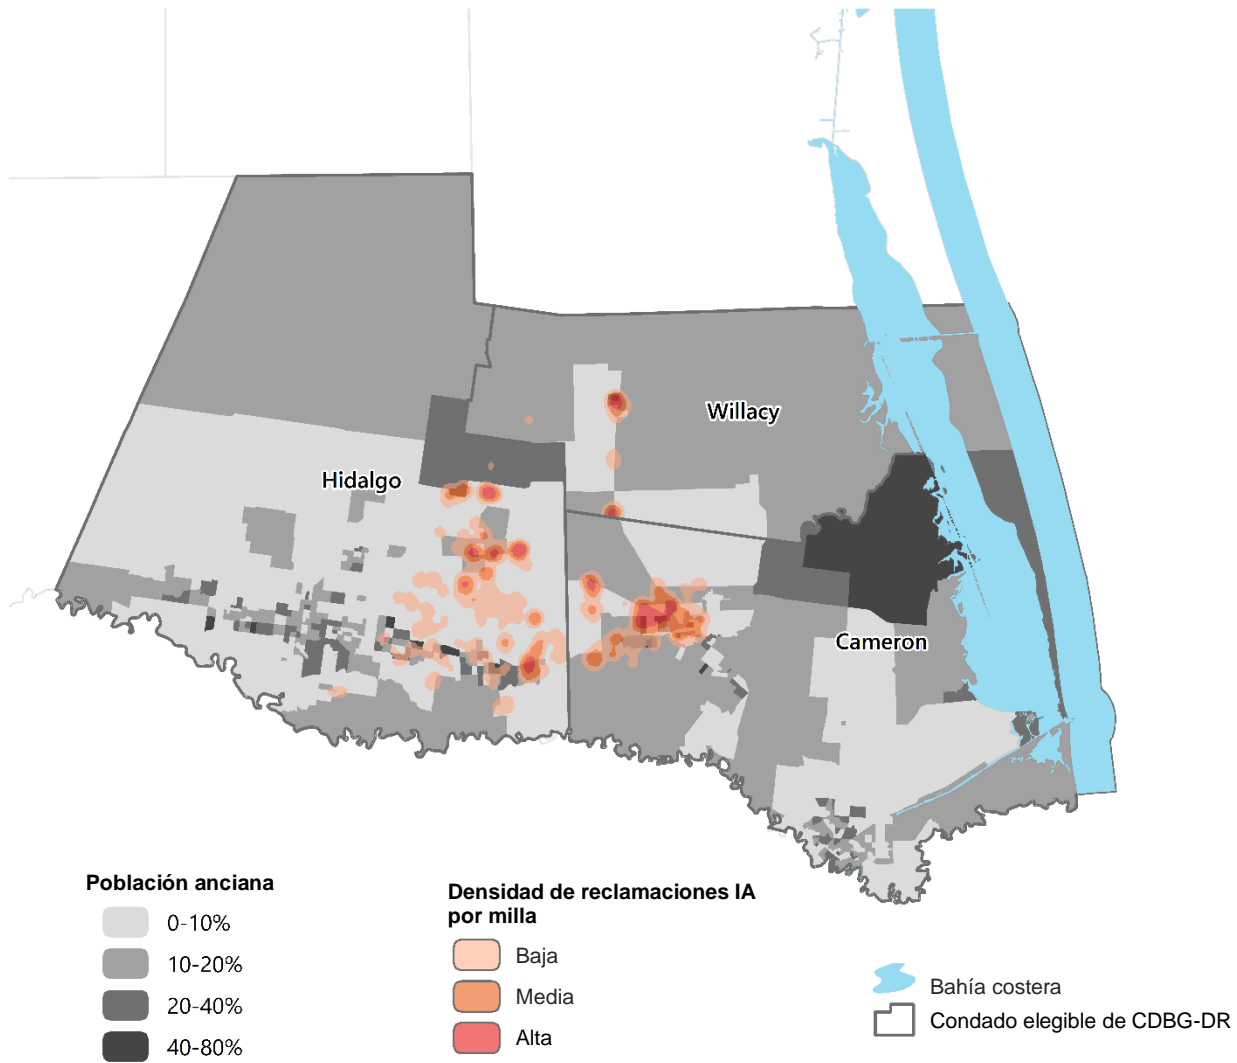 Willacy
Hidalgo
Cameron
Población anciana
0-10%
10-20%
20-40%
40-80%
Densidad de reclamaciones IA
por milla
Baja
Media
Alta
Bahía costera
Condado elegible de CDBG-DR